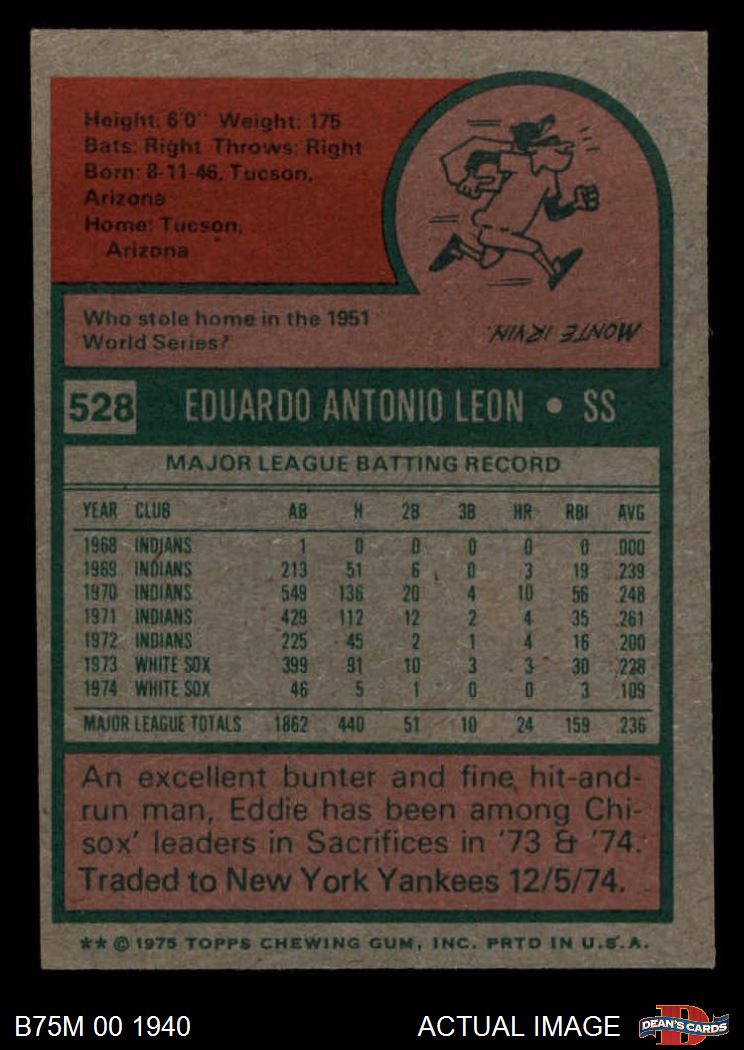 Height: 6'0" Weight: 175
Bats: Right Throws: Right
Born: 8-11-46, Tucson,
Arizona
Home: Tucson,
Arizona
Who stole home in the 1951
World Series?
MONTE IRVIN.
528 EDUARDO ANTONIO LEON • SS
MAJOR LEAGUE BATTING RECORD
YEAR CLUB AB H 2B 3B HR RBI AVG
1968 INDIANS 1 0 0 0 0 0 .000
1969 INDIANS 213 51 6 0 3 19 .239
1970 INDIANS 549 136 20 4 10 56 .248
1971 INDIANS 429 112 12 2 4 35 .261
1972 INDIANS 225 45 2 1 4 16 .200
1973 WHITE SOX 399 91 10 3 3 30 .228
1974 WHITE SOX 46 5 1 0 0 3 .109
MAJOR LEAGUE TOTALS 1862 440 51 10 24 159 .236
An excellent bunter and fine hit-and-
run man, Eddie has been among Chi-
sox' leaders in Sacrifices in '73 & '74.
Traded to New York Yankees 12/5/74.
** © 1975 TOPPS CHEWING GUM, INC. PRTD IN U.S.A.
B75M 00 1940 ACTUAL IMAGE DEAN'S CARDS